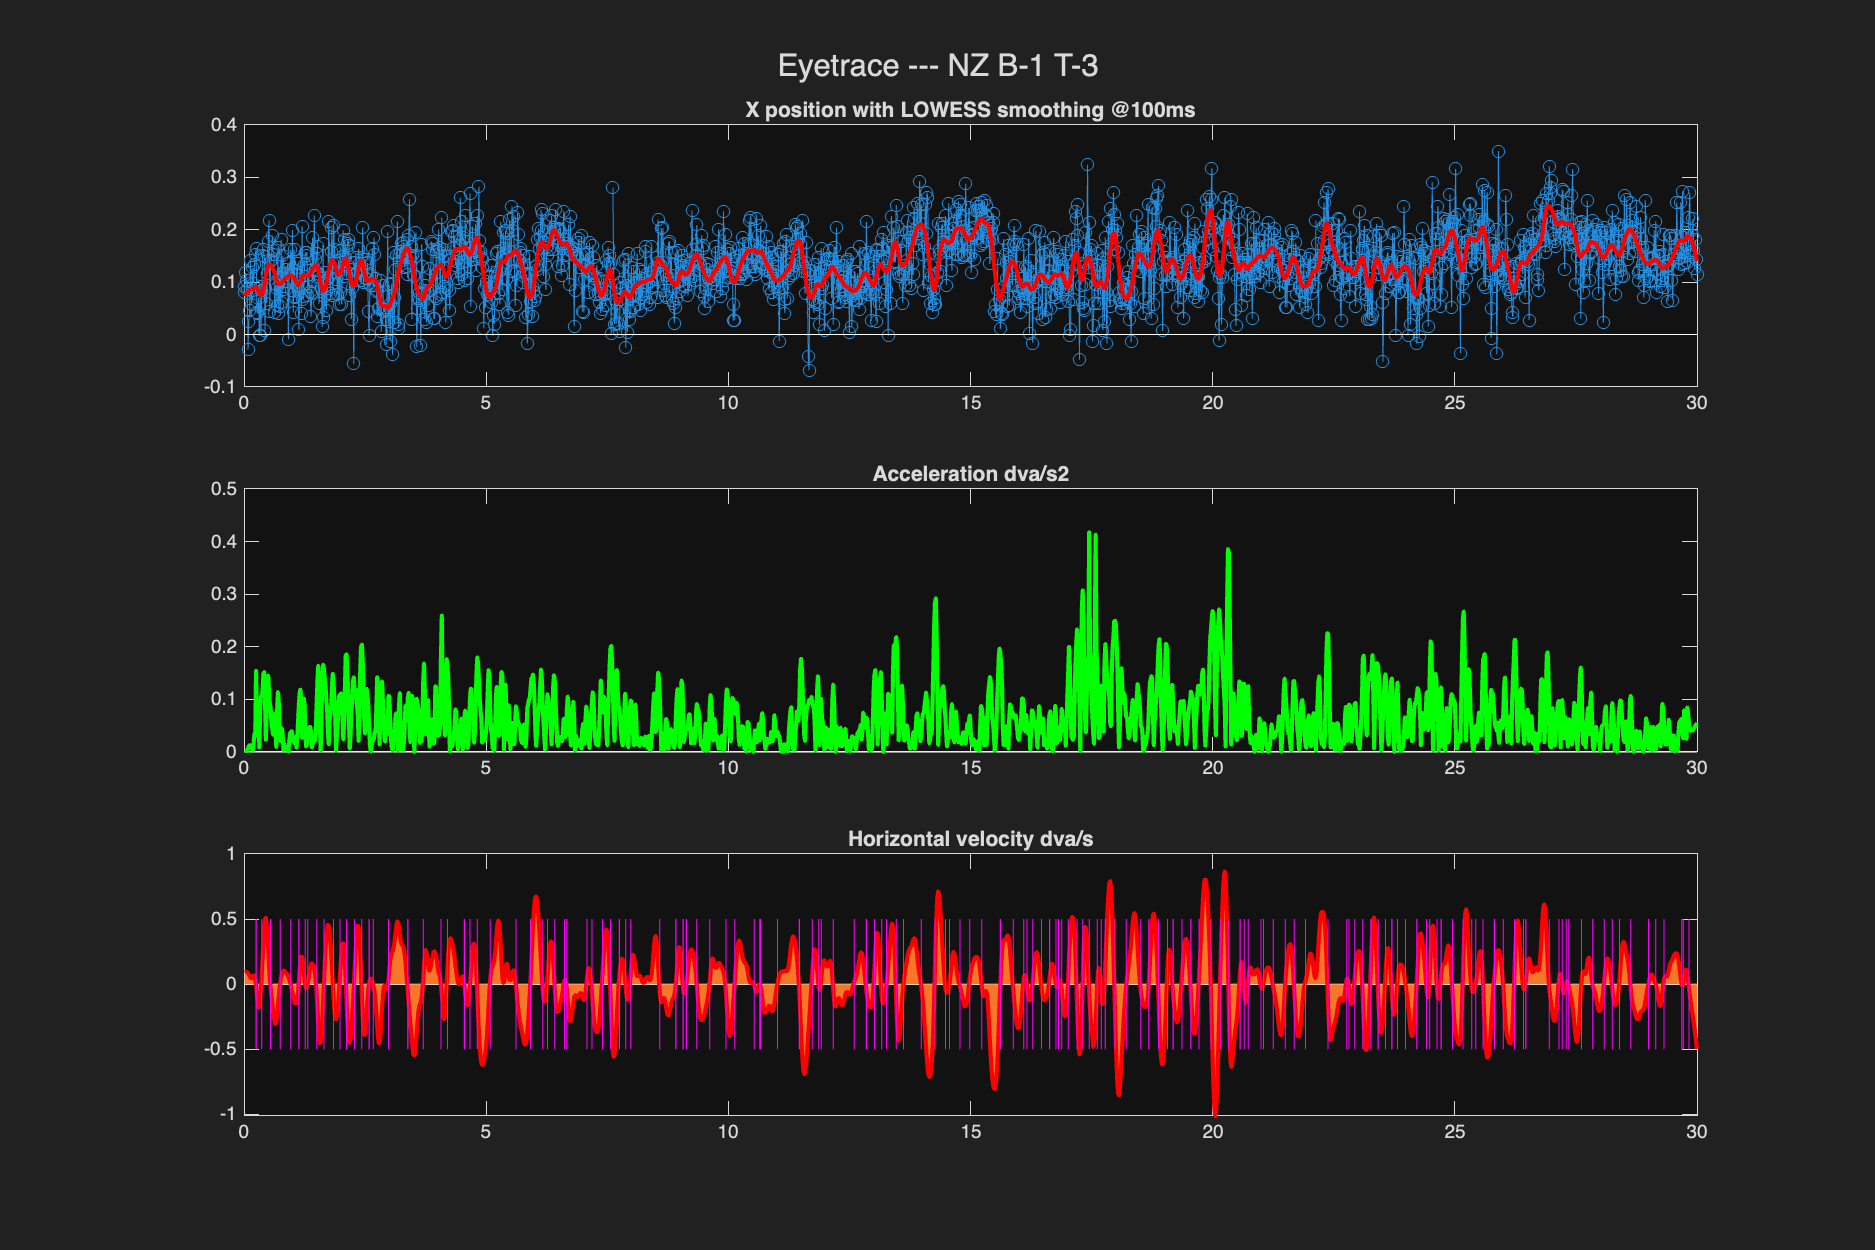 Eyetrace --- NZ B-1 T-3
X position with LOWESS smoothing @100ms
0.4
0.3
0.2
0.1
0
-0.1
0 5 10 15 20 25 30
Acceleration dva/s2
0.5
0.4
0.3
0.2
0.1
0
0 5 10 15 20 25 30
Horizontal velocity dva/s
1
0.5
0
-0.5
-1
0 5 10 15 20 25 30